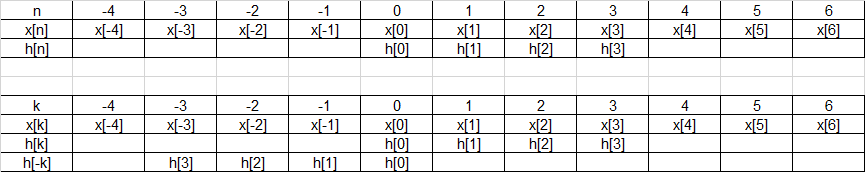 n -4 -3 -2 -1 0 1 2 3 4 5 6
x[n] x[-4] x[-3] x[-2] x[-1] x[0] x[1] x[2] x[3] x[4] x[5] x[6]
h[n] h[0] h[1] h[2] h[3]
k -4 -3 -2 -1 0 1 2 3 4 5 6
x[k] x[-4] x[-3] x[-2] x[-1] x[0] x[1] x[2] x[3] x[4] x[5] x[6]
h[k] h[0] h[1] h[2] h[3]
h[-k] h[3] h[2] h[1] h[0]